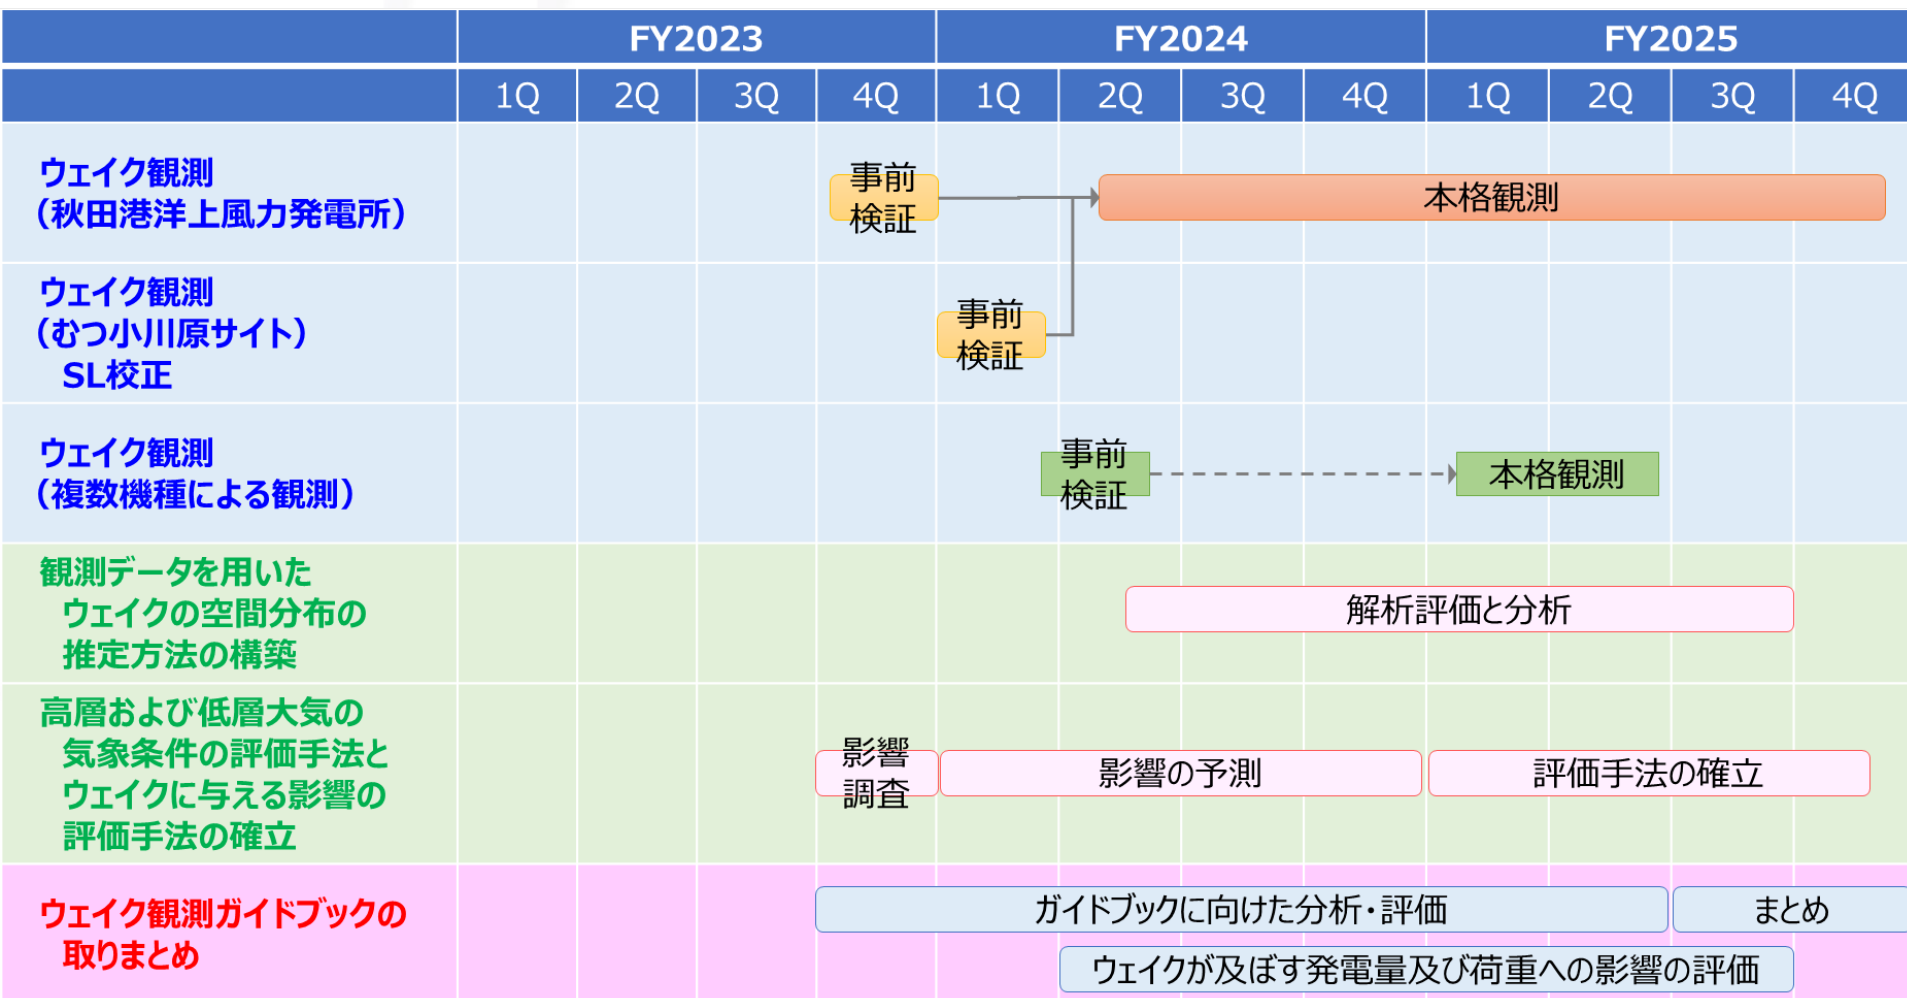 FY2023 FY2024 FY2025
1Q 2Q 3Q 4Q 1Q 2Q 3Q 4Q 1Q 2Q 3Q 4Q
ウェイク観測
（秋田港洋上風力発電所）
事前
検証
本格観測
ウェイク観測
（むつ小川原サイト）
SL校正
事前
検証
ウェイク観測
（複数機種による観測）
事前
検証
本格観測
観測データを用いた
ウェイクの空間分布の
推定方法の構築
解析評価と分析
高層および低層大気の
気象条件の評価手法と
ウェイクに与える影響の
評価手法の確立
影響
調査
影響の予測
評価手法の確立
ウェイク観測ガイドブックの
取りまとめ
ガイドブックに向けた分析・評価
まとめ
ウェイクが及ぼす発電量及び荷重への影響の評価